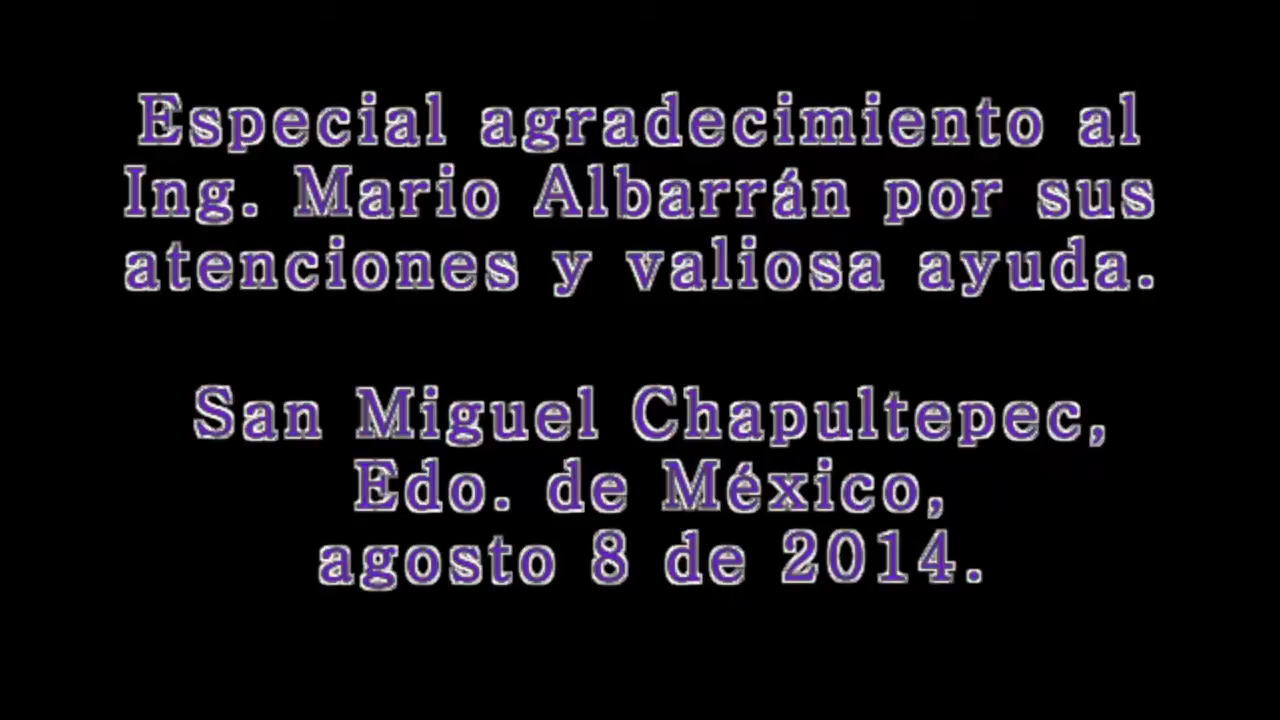 Especial agradecimiento al
Ing. Mario Albarrán por sus
atenciones y valiosa ayuda.
San Miguel Chapultepec,
Edo. de México,
agosto 8 de 2014.